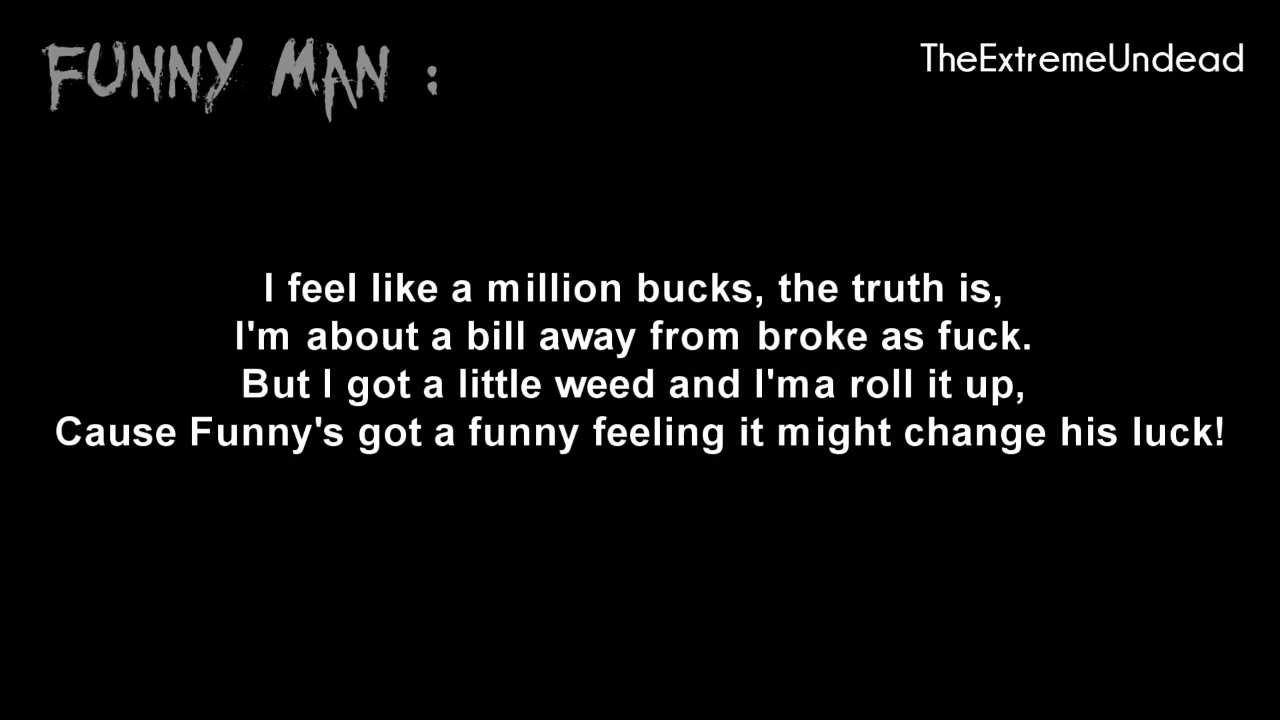 FUNNY MAN :
TheExtremeUndead
I feel like a million bucks, the truth is,
I'm about a bill away from broke as fuck.
But I got a little weed and I'ma roll it up,
Cause Funny's got a funny feeling it might change his luck!